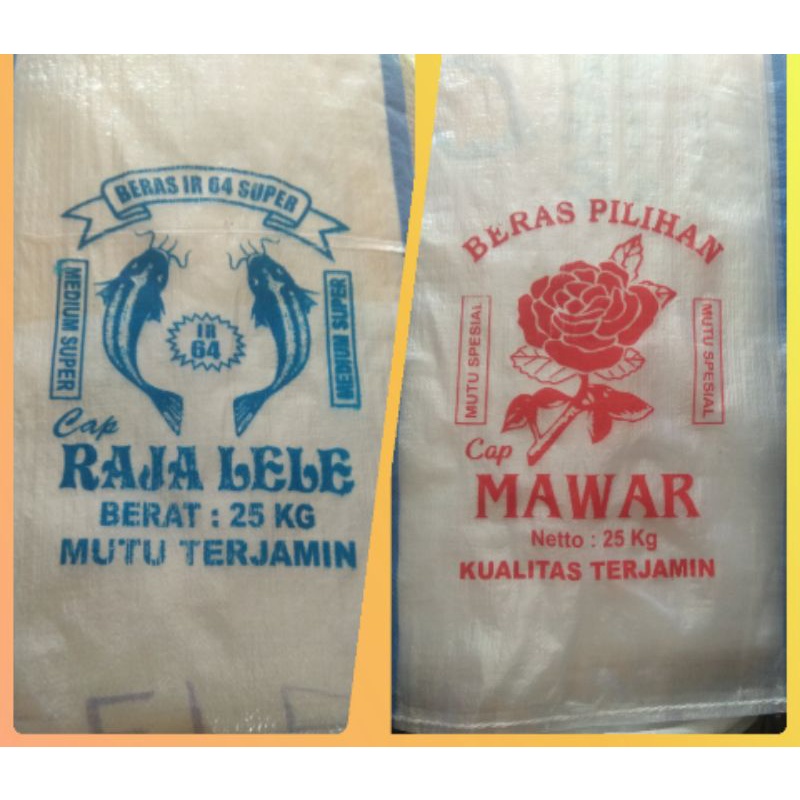 BERAS IR 64 SUPER
MEDIUM SUPER
IR
64
MEDIUM SUPER
Cap
RAJA LELE
BERAT : 25 KG
MUTU TERJAMIN
BERAS PILIHAN
MUTU SPESIAL
MUTU SPESIAL
Cap
MAWAR
Netto : 25 Kg
KUALITAS TERJAMIN